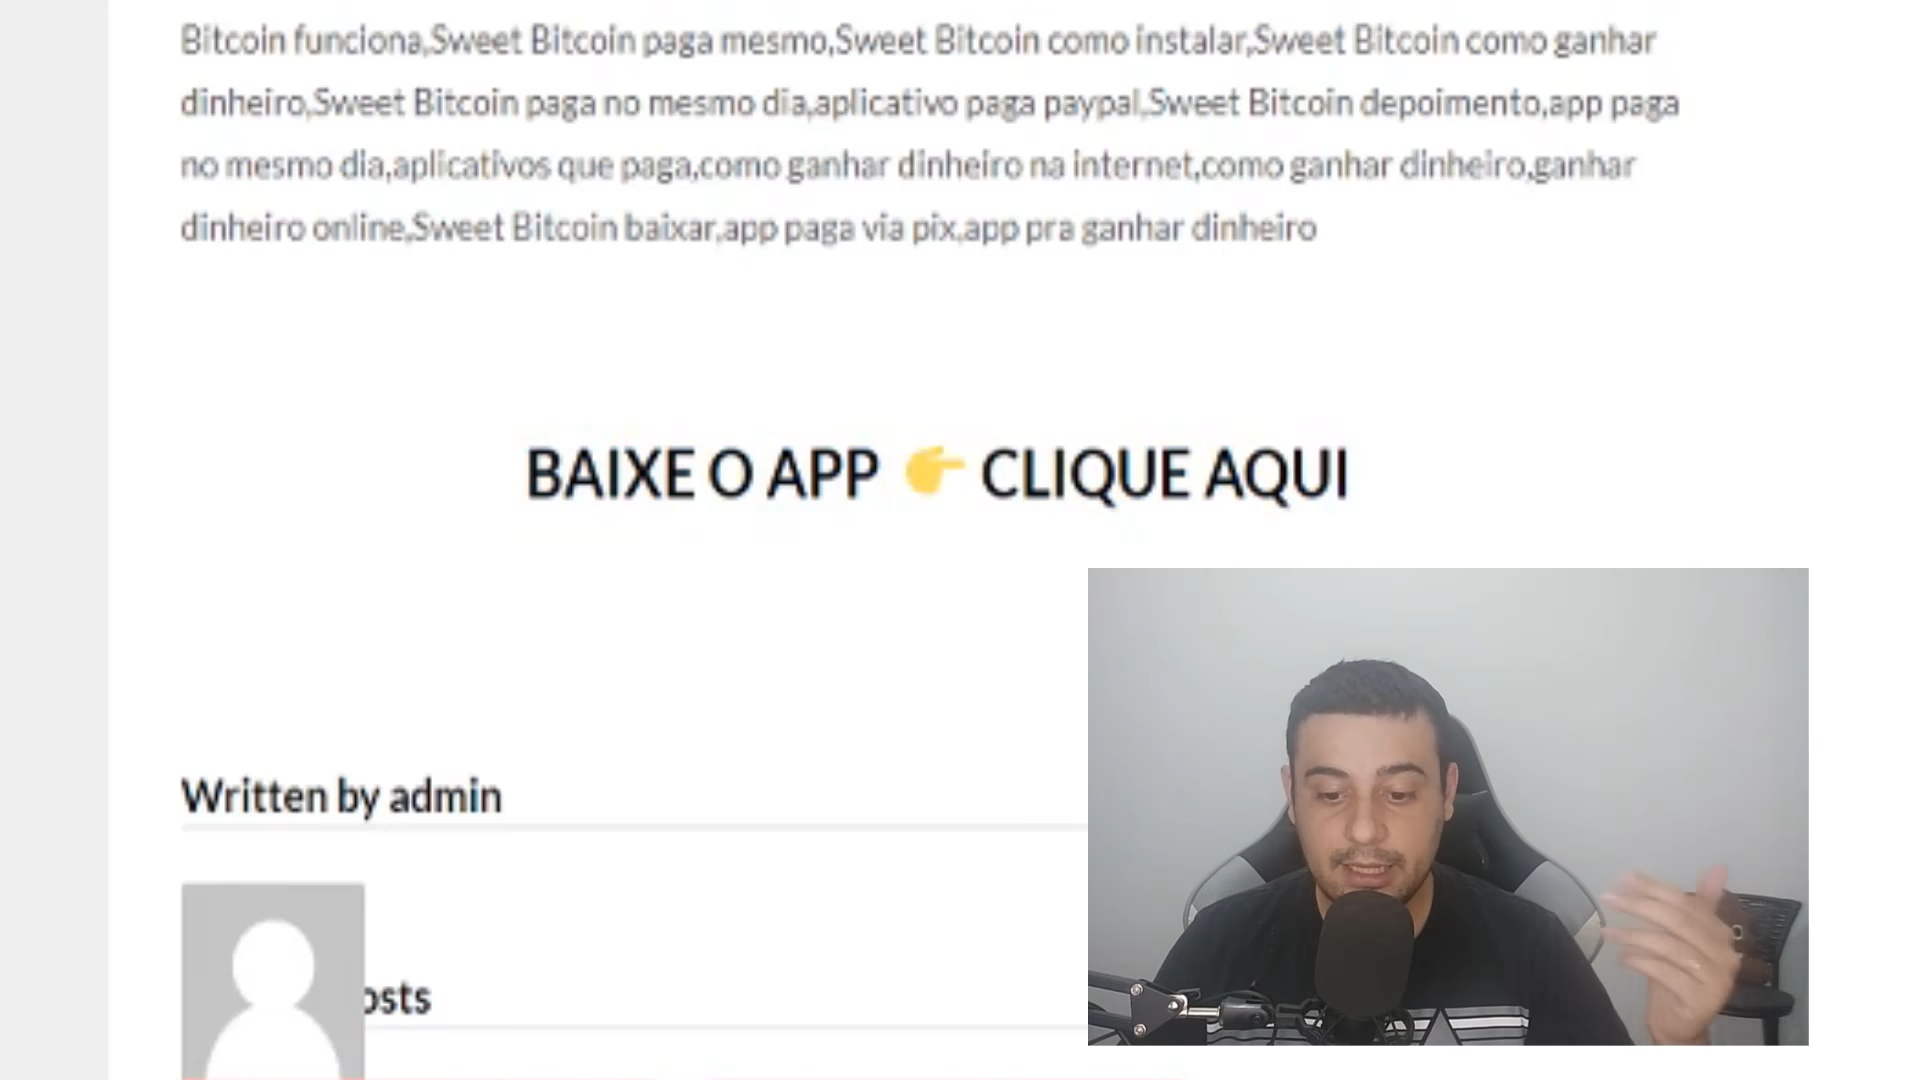 Bitcoin funciona,Sweet Bitcoin paga mesmo,Sweet Bitcoin como instalar,Sweet Bitcoin como ganhar
dinheiro,Sweet Bitcoin paga no mesmo dia,aplicativo paga paypal,Sweet Bitcoin depoimento,app paga
no mesmo dia,aplicativos que paga,como ganhar dinheiro na internet,como ganhar dinheiro,ganhar
dinheiro online,Sweet Bitcoin baixar,app paga via pix,app pra ganhar dinheiro
BAIXE O APP 👉 CLIQUE AQUI
Written by admin
osts